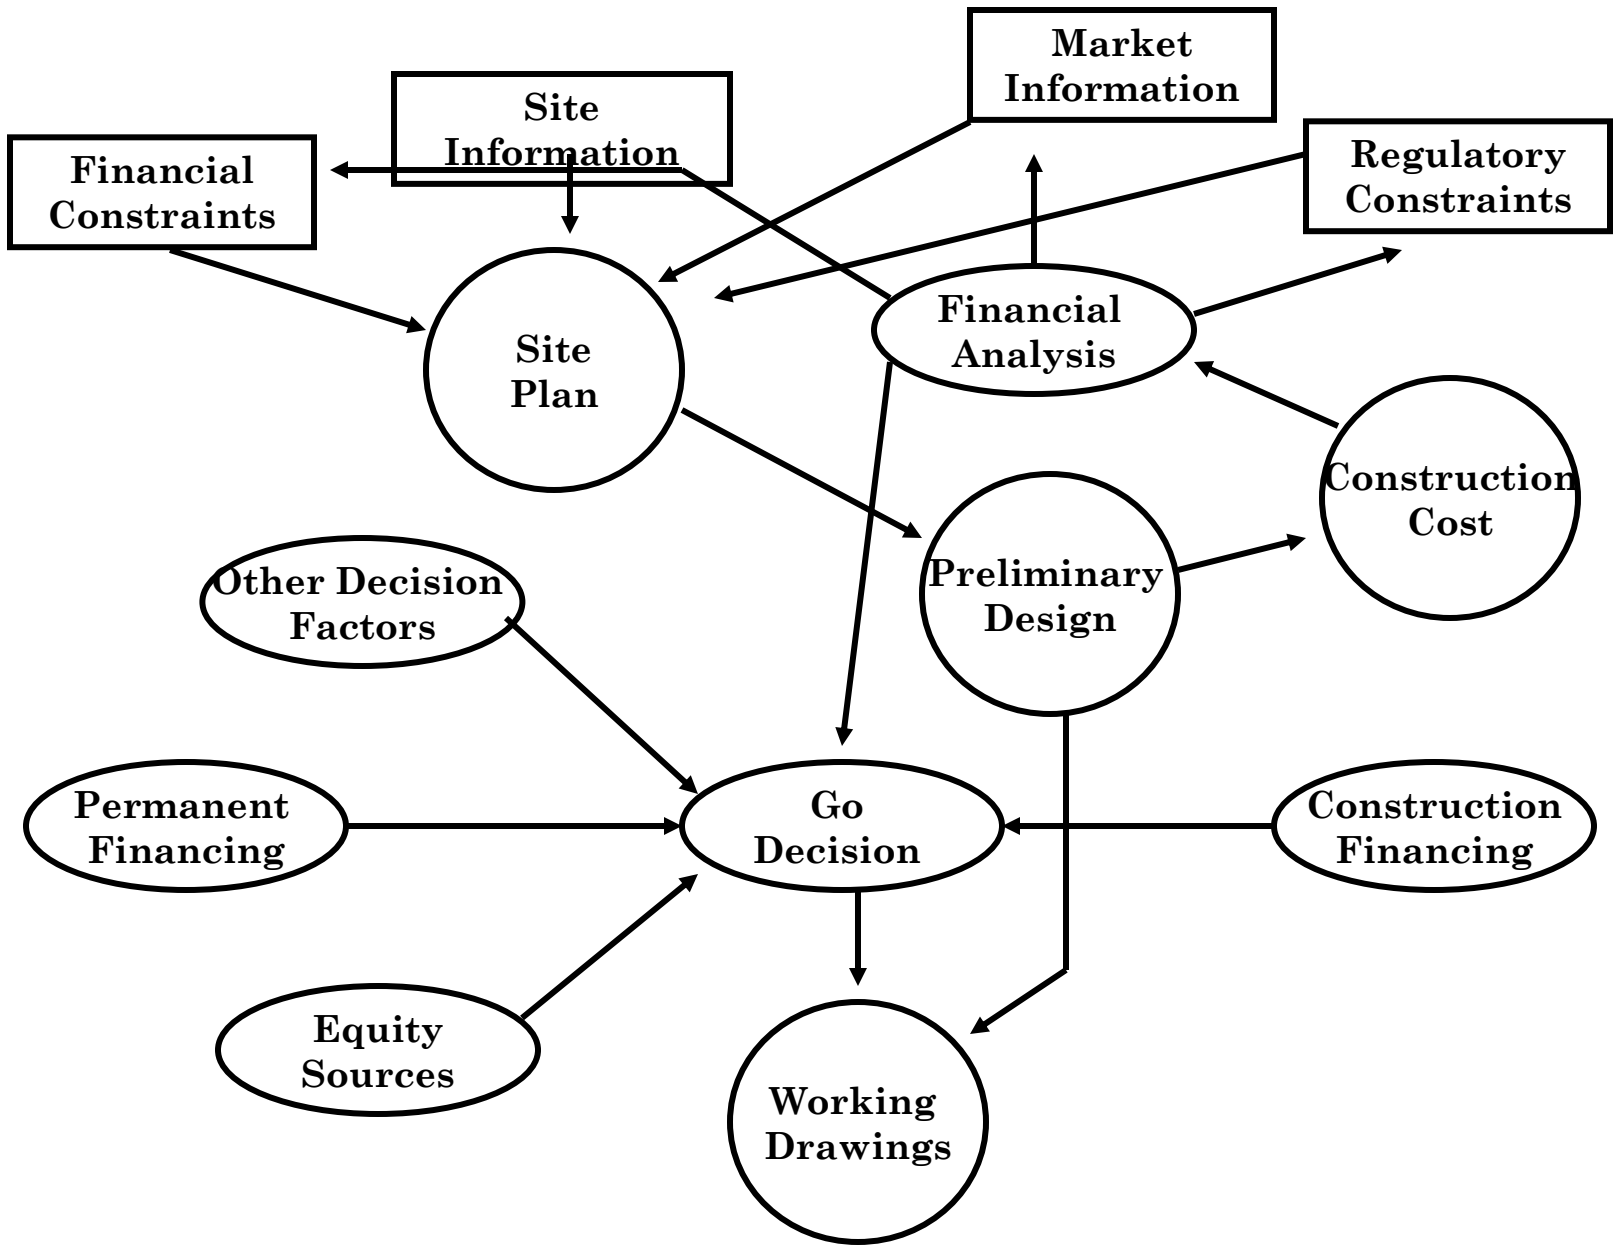 Market
Information
Site
Information
Financial
Constraints
Regulatory
Constraints
Financial
Analysis
Site
Plan
Construction
Cost
Preliminary
Design
Other Decision
Factors
Permanent
Financing
Go
Decision
Construction
Financing
Equity
Sources
Working
Drawings